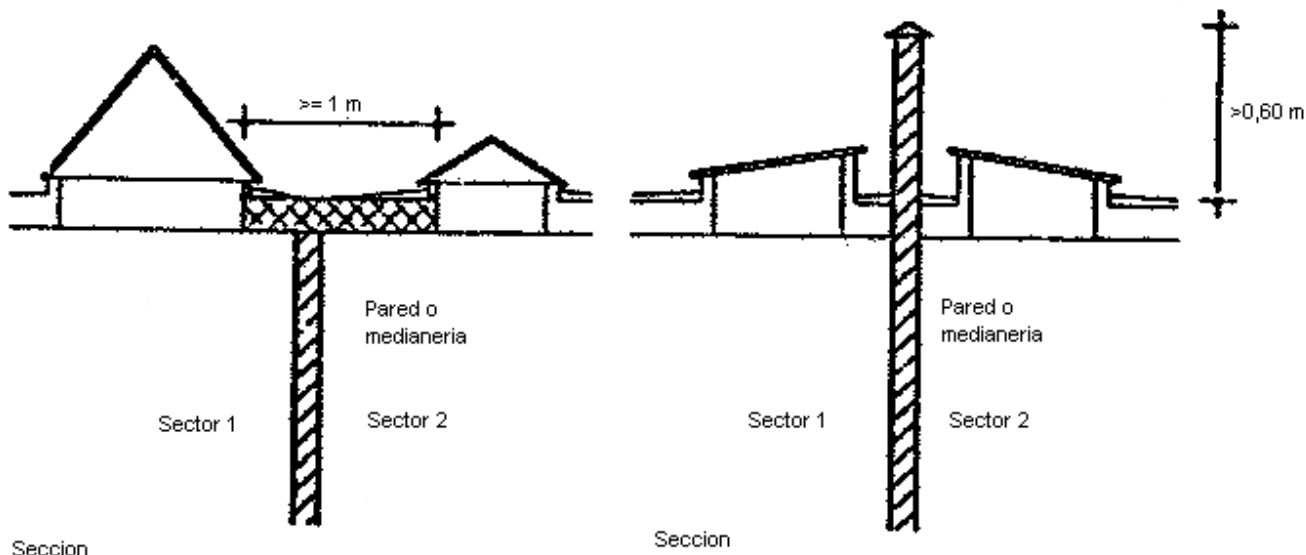 >= 1 m
Pared o
medianeria
Sector 1
Sector 2
Seccion
>0,60 m
Pared o
medianeria
Sector 1
Sector 2
Seccion